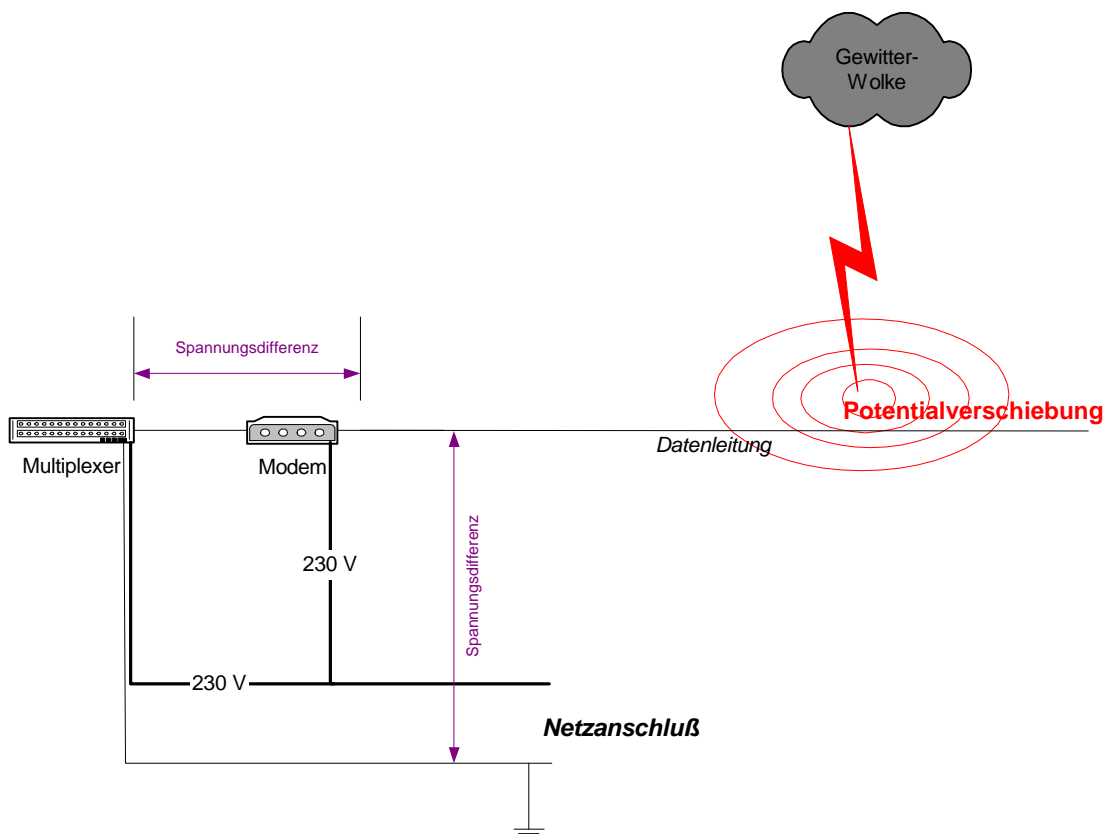 Gewitter-
Wolke
Spannungsdifferenz
Potentialverschiebung
Datenleitung
Multiplexer
Modem
230 V
Spannungsdifferenz
230 V
Netzanschluß